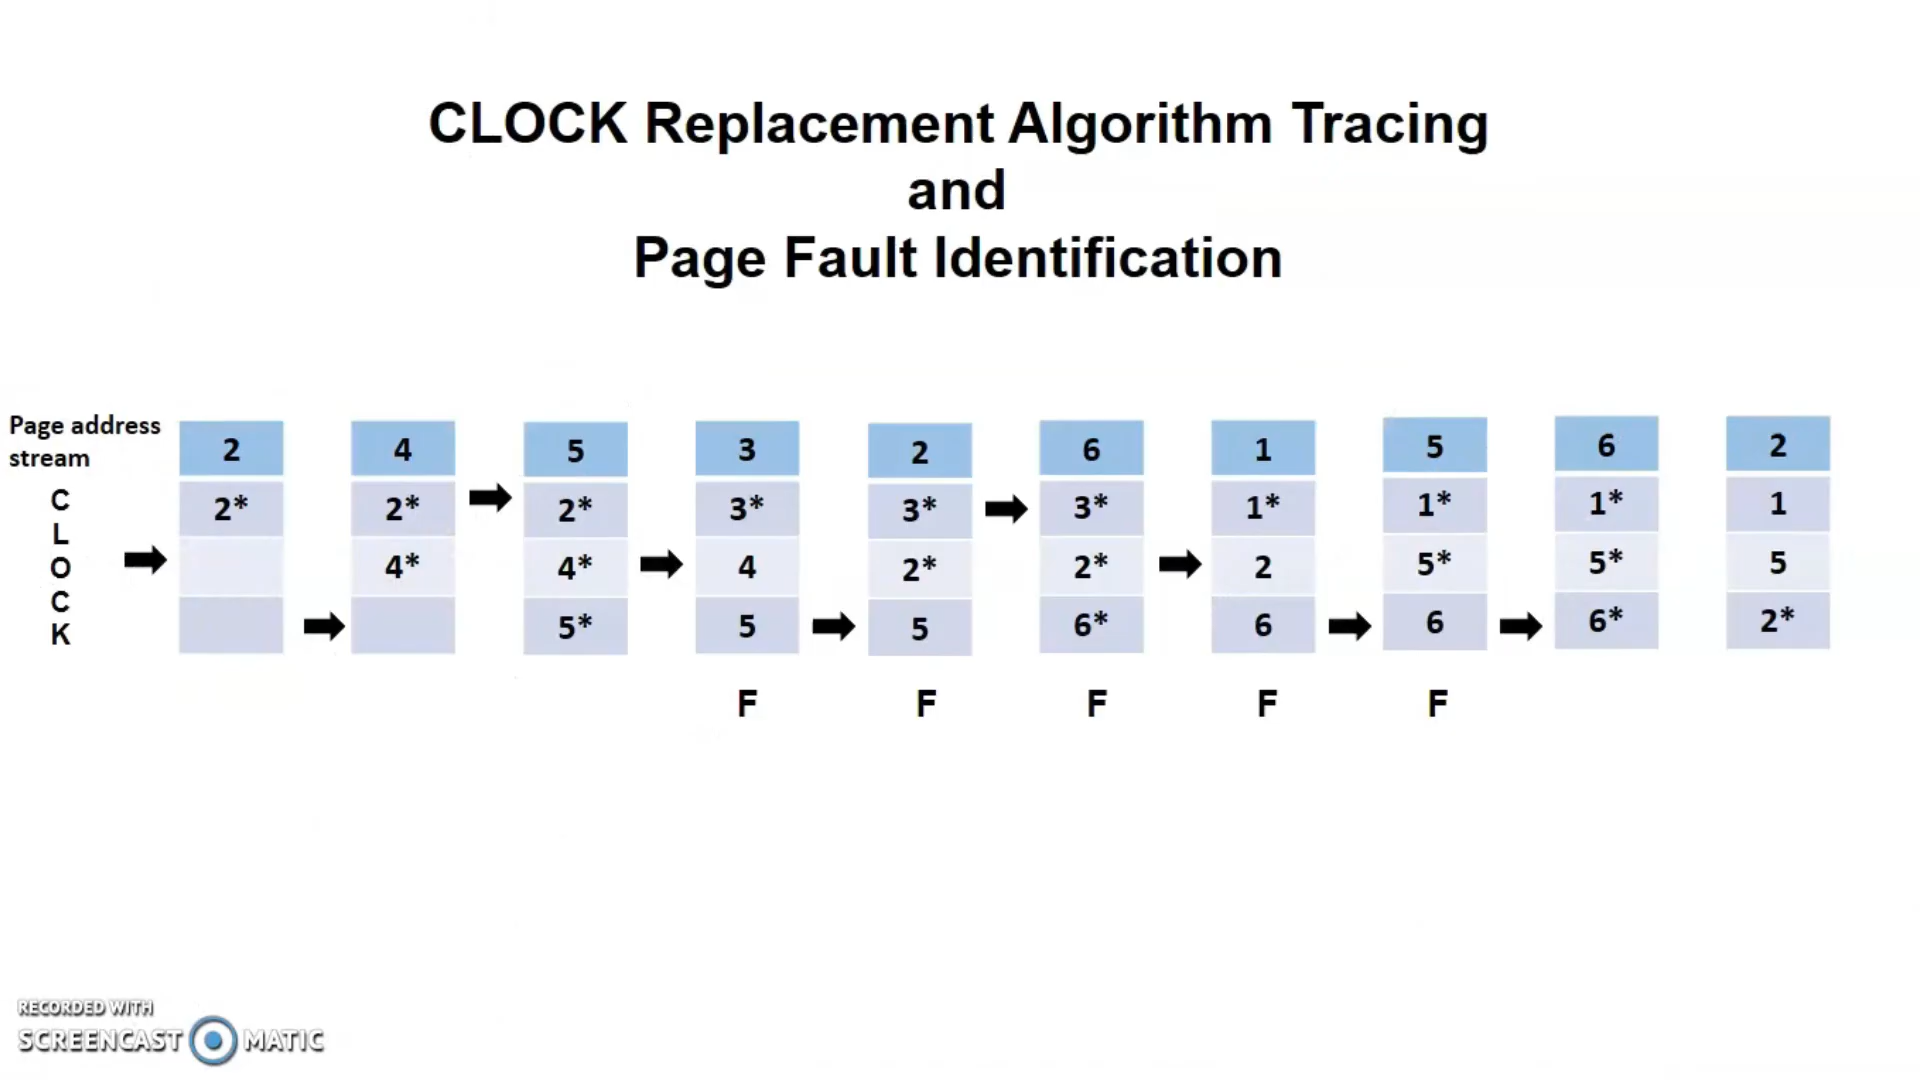 CLOCK Replacement Algorithm Tracing
and
Page Fault Identification
Page address
stream
2 4 5 3 2 6 1 5 6 2
C
L
O
C
K
2* 2* 2* 3* 3* 3* 1* 1* 1* 1
4* 4* 4 2* 2* 2 5* 5* 5
5* 5 5 6* 6 6 6* 2*
F F F F F
RECORDED WITH
SCREENCAST MATIC